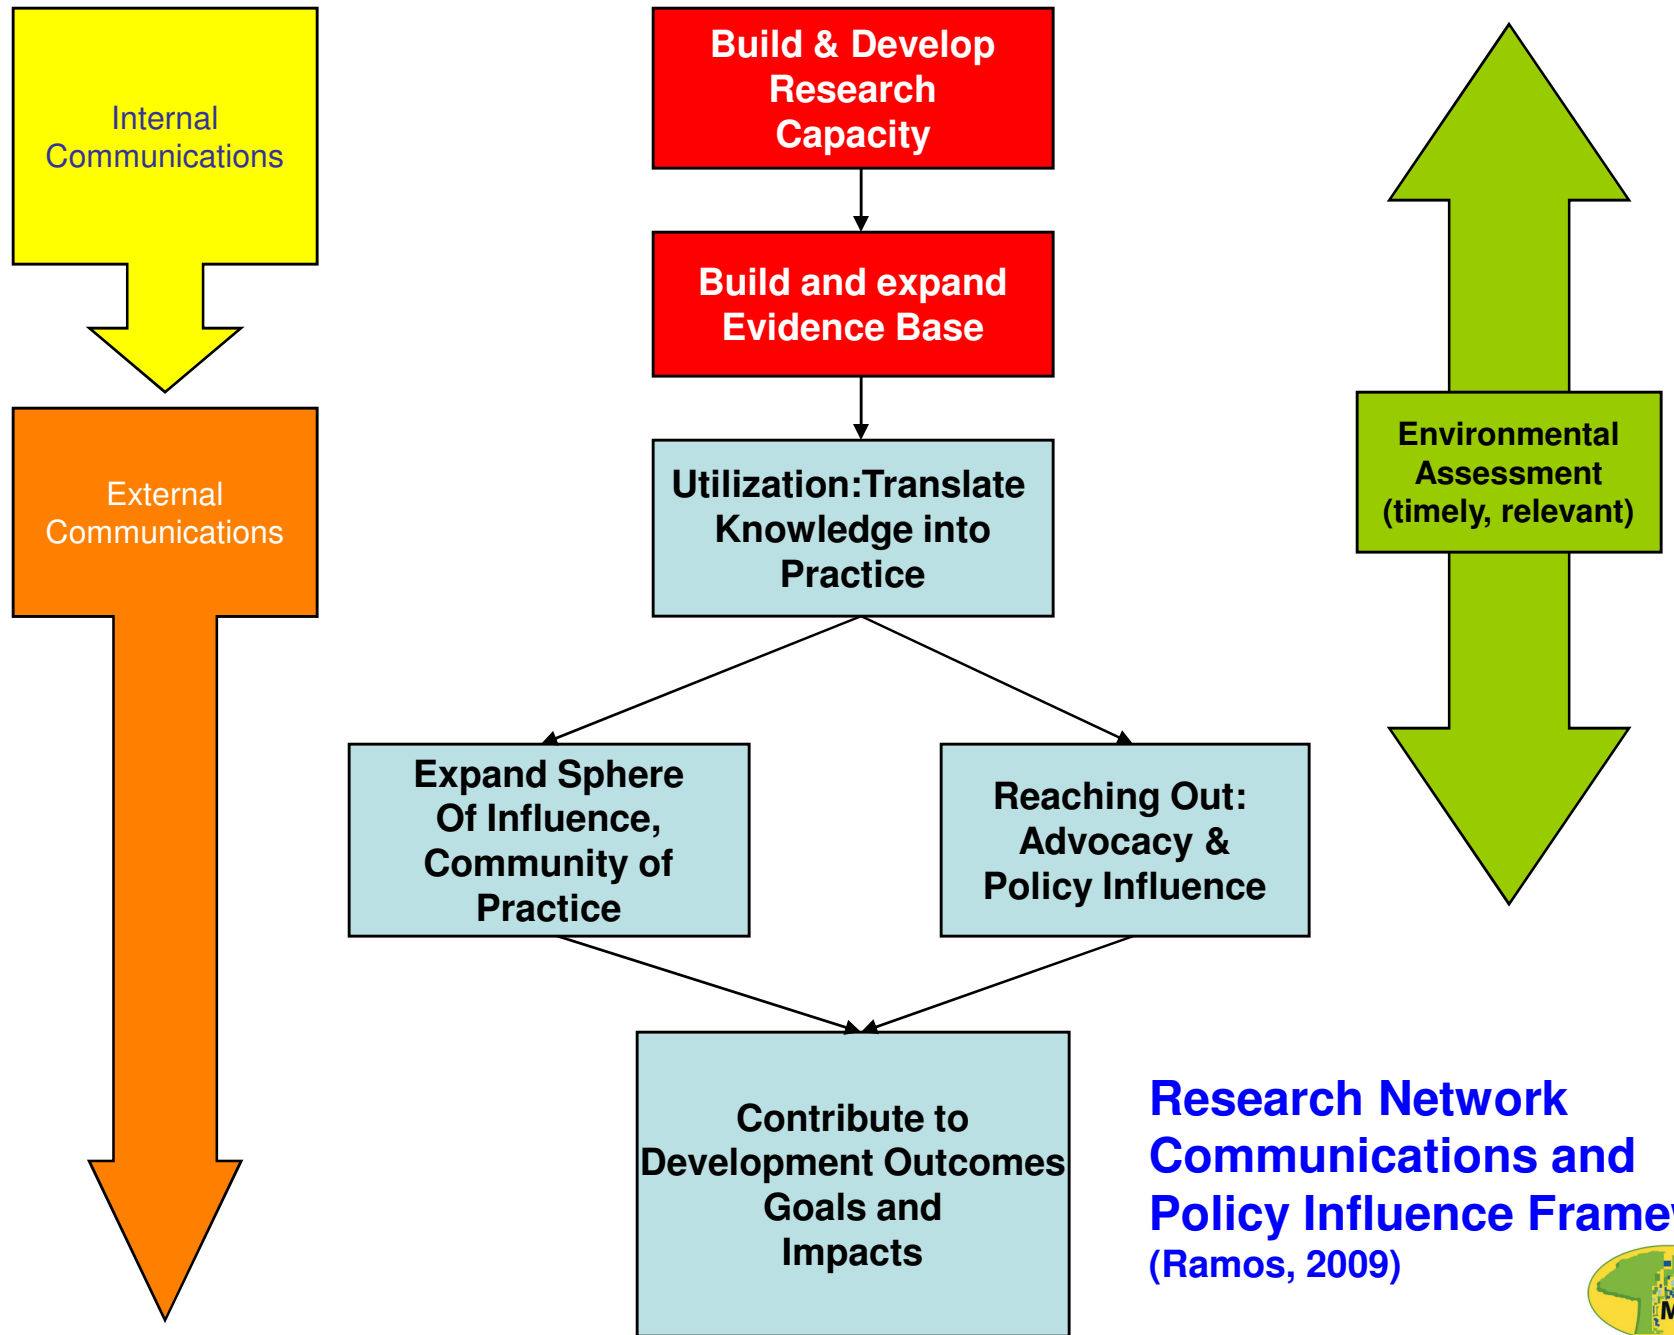 Internal
Communications
Build & Develop
Research
Capacity
Build and expand
Evidence Base
External
Communications
Utilization:Translate
Knowledge into
Practice
Environmental
Assessment
(timely, relevant)
Expand Sphere
Of Influence,
Community of
Practice
Reaching Out:
Advocacy &
Policy Influence
Contribute to
Development Outcomes
Goals and
Impacts
Research Network
Communications and
Policy Influence
(Ramos, 2009)